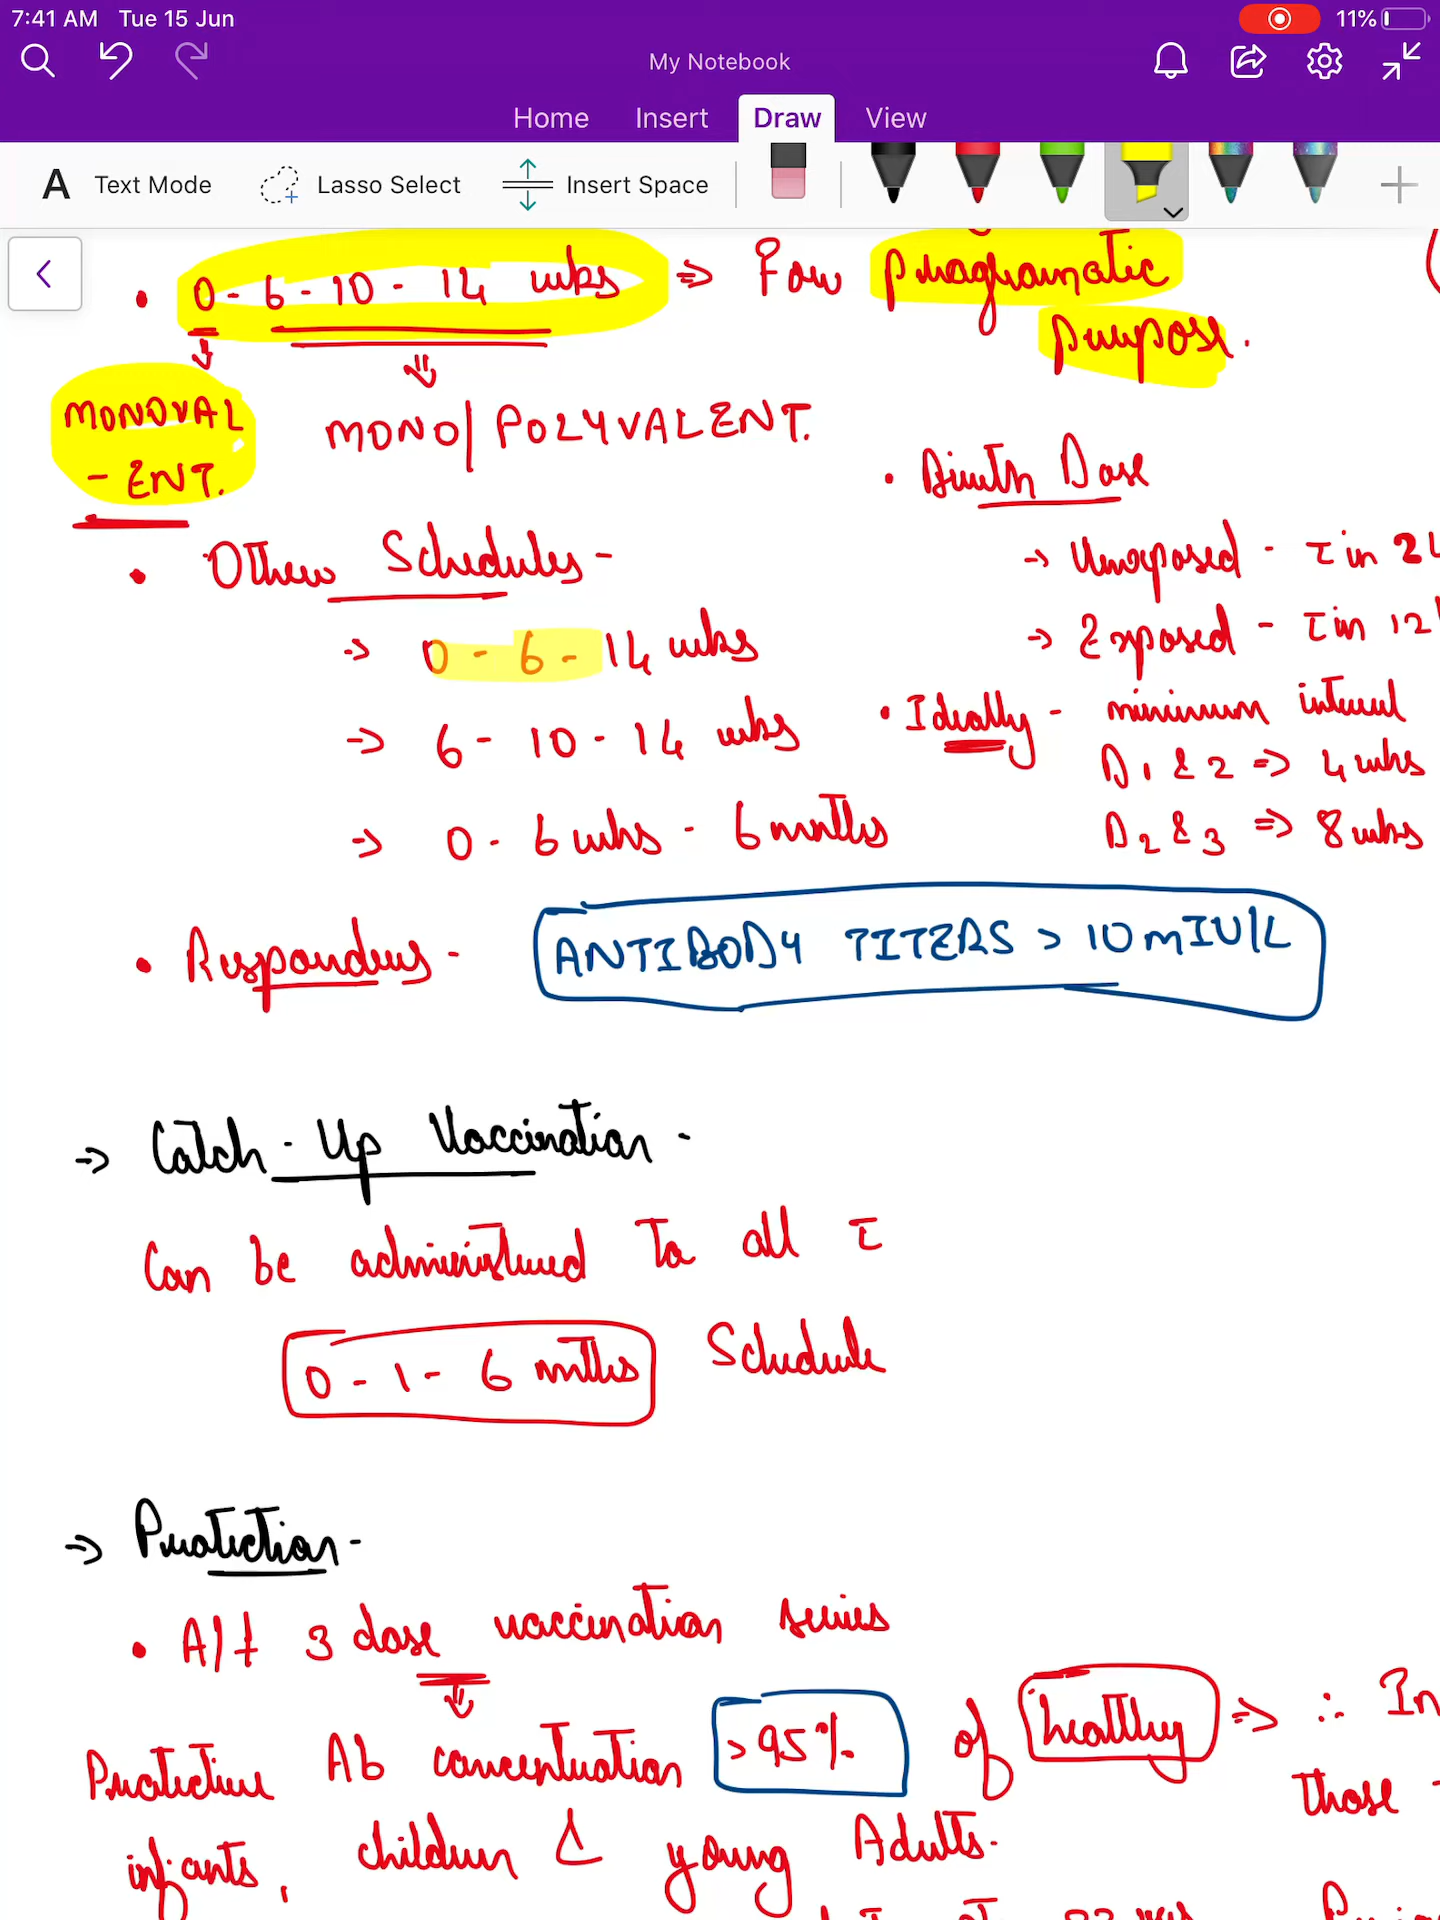 7:41 AM Tue 15 Jun
11%
My Notebook
Home Insert Draw View
A Text Mode Lasso Select Insert Space
• 0 - 6 - 10 - 14 wks ⇒ For programatic
purpose.
MONOVAL
- ENT.
MONO/POLYVALENT.
• Birth Dose
→ Unexposed - in 24
→ Exposed - in 12
• Other Schedules -
→ 0 - 6 - 14 wks
→ 6 - 10 - 14 wks
→ 0 - 6 wks - 6 months
• Ideally - minimum interval
D1 & 2 ⇒ 4 wks
D2 & 3 ⇒ 8 wks
• Responders - ANTIBODY TITERS > 10 mIU/L
→ Catch-Up Vaccination -
Can be administered to all
0 - 1 - 6 mnths Schedule
→ Protection -
• A/f 3 dose vaccination series
Protective Ab concentration >95% of healthy ⇒ ∴ In
those
infants, children & young Adults.